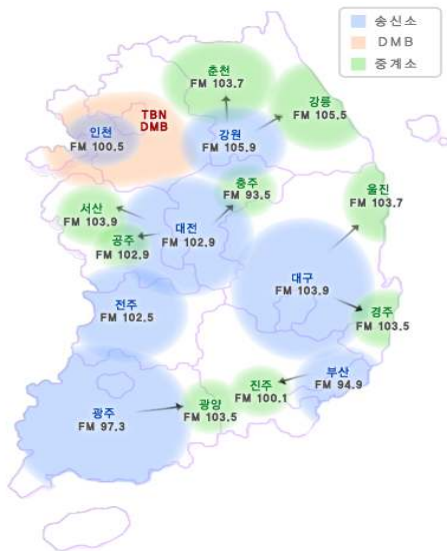 송신소
DMB
중계소
춘천
FM 103.7
강릉
FM 105.5
TBN
DMB
인천
FM 100.5
강원
FM 105.9
충주
FM 93.5
울진
FM 103.7
서산
FM 103.9
대전
FM 102.9
공주
FM 102.9
대구
FM 103.9
전주
FM 102.5
경주
FM 103.5
부산
FM 94.9
진주
FM 100.1
광양
FM 103.5
광주
FM 97.3